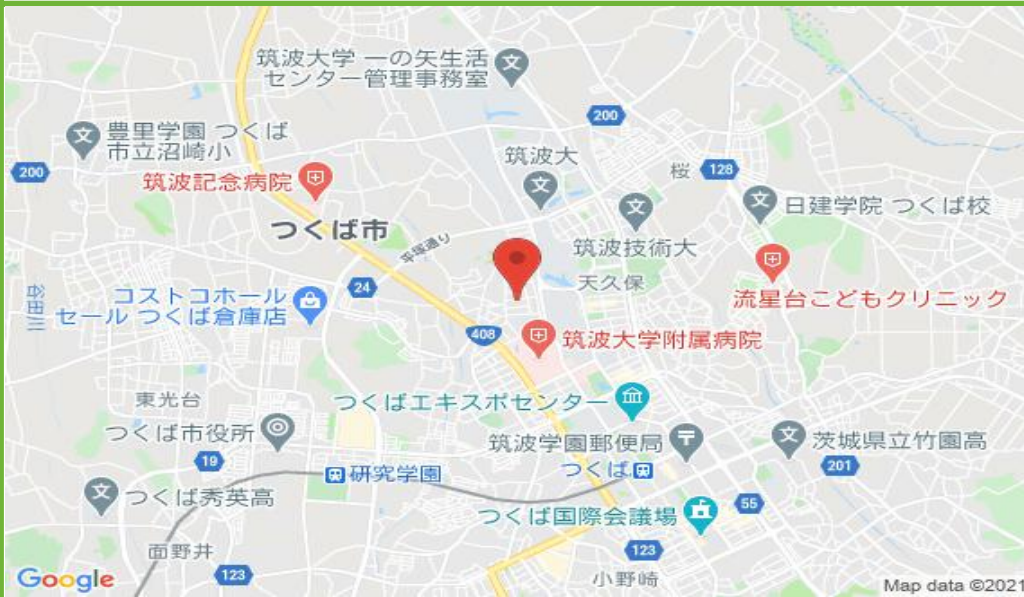 筑波大学 一の矢生活
センター管理事務室
200
豊里学園 つくば
市立沼崎小
200
筑波大
桜
128
筑波記念病院
日建学院 つくば校
つくば市
平塚通り
筑波技術大
天久保
谷田川
24
コストコホール
セール つくば倉庫店
流星台こどもクリニック
408
筑波大学附属病院
東光台
つくばエキスポセンター
つくば市役所
筑波学園郵便局
茨城県立竹園高
19
研究学園
つくば
201
つくば秀英高
つくば国際会議場
55
面野井
123
123
小野崎
Google
Map data ©2021